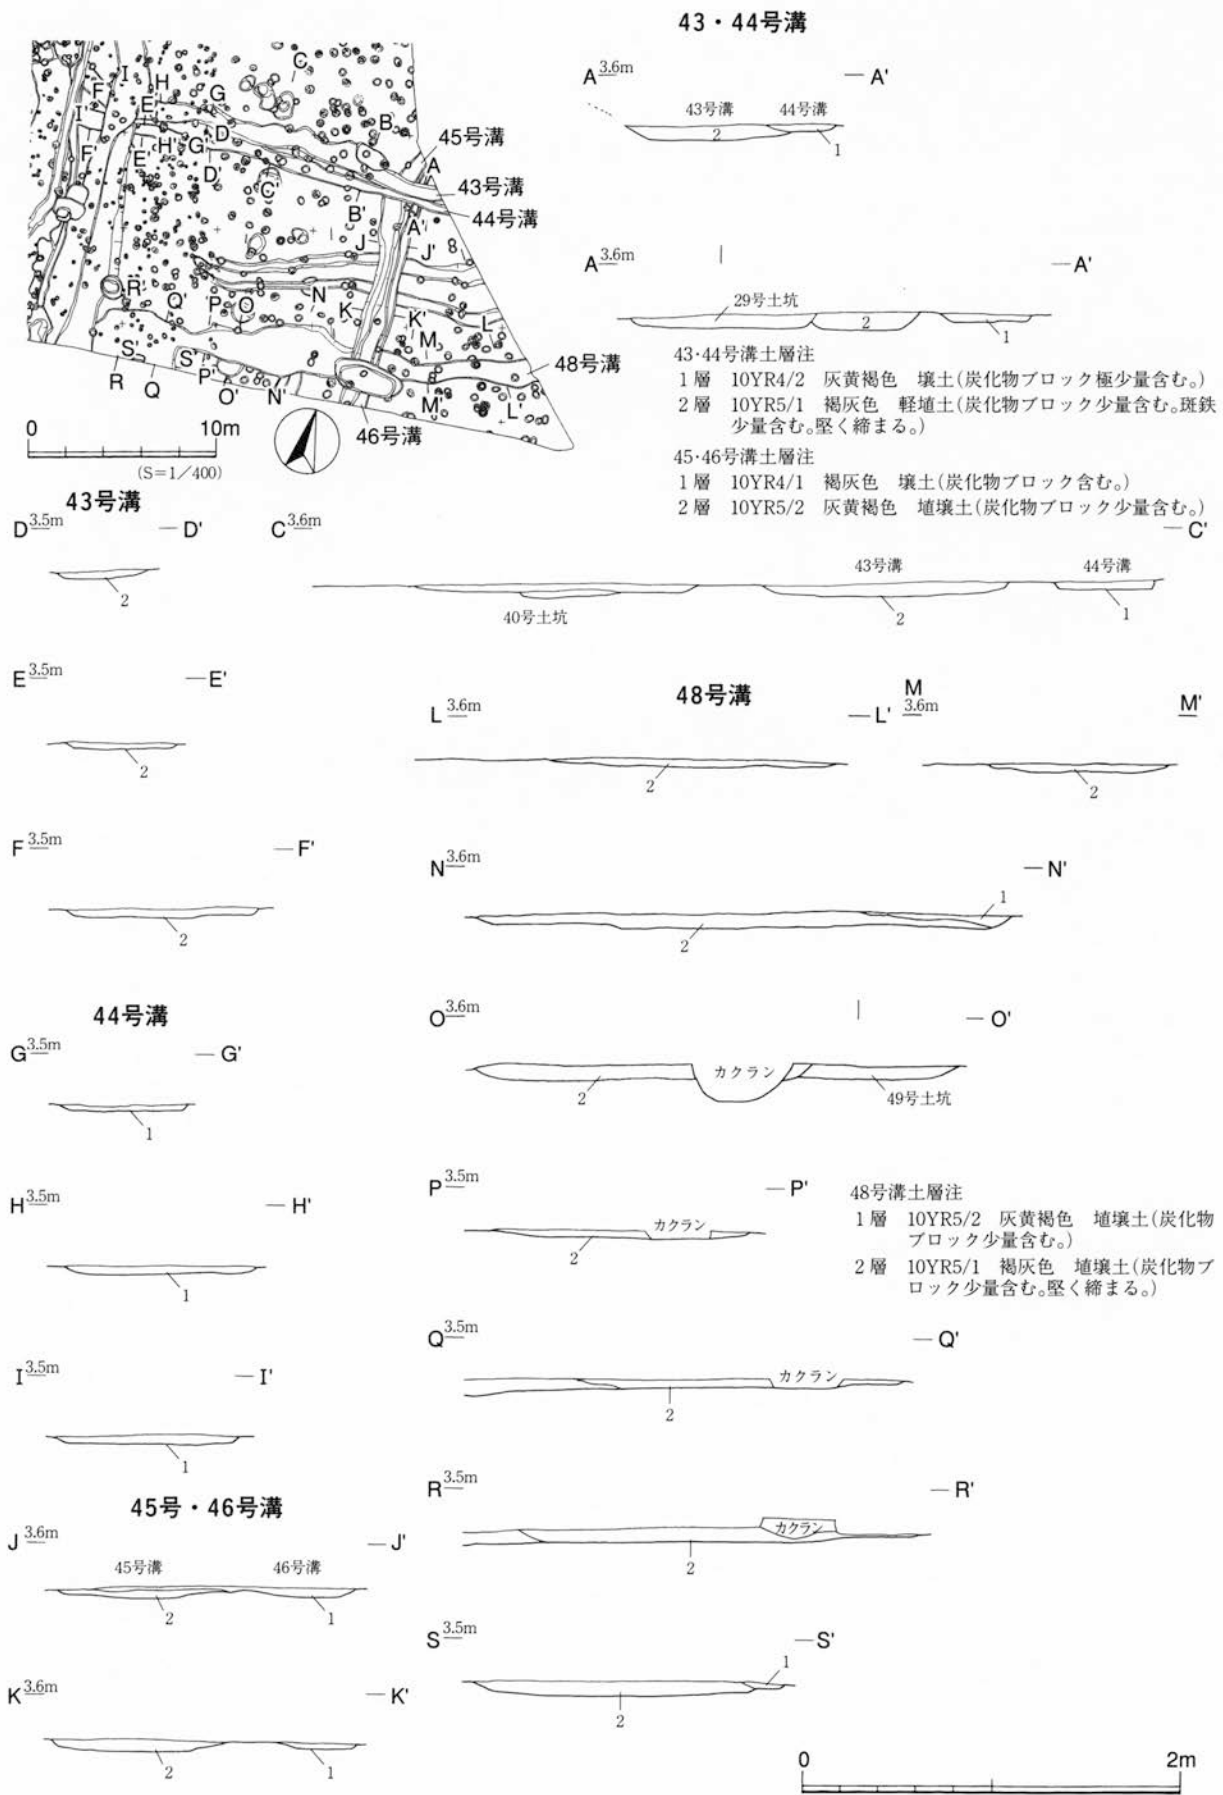 43・44号溝
A 3.6m A'
43号溝 44号溝
2
1
C
I H
F G
E
I' D B 45号溝
F' H' G' A
E' D' 43号溝
C' 44号溝
B' A'
J J'
R' Q' P O N K K' L
M
S' S' 48号溝
R Q P' O' N' M' L'
46号溝
0 10m
(S=1/400)
A 3.6m A'
29号土坑
2
1
43・44号溝土層注
1層 10YR4/2 灰黄褐色 壌土(炭化物ブロック極少量含む。)
2層 10YR5/1 褐灰色 軽埴土(炭化物ブロック少量含む。斑鉄
少量含む。堅く締まる。)
45・46号溝土層注
1層 10YR4/1 褐灰色 壌土(炭化物ブロック含む。)
2層 10YR5/2 灰黄褐色 埴壌土(炭化物ブロック少量含む。)
43号溝
D 3.5m D'
2
C 3.6m C'
43号溝 44号溝
40号土坑 2 1
E 3.5m E'
2
F 3.5m F'
2
44号溝
G 3.5m G'
1
H 3.5m H'
1
I 3.5m I'
1
45号・46号溝
J 3.6m J'
45号溝 46号溝
2 1
K 3.6m K'
2 1
48号溝
L 3.6m L'
2
M
3.6m M'
2
N 3.6m N'
1
2
O 3.6m O'
カクラン
2 49号土坑
P 3.5m P'
カクラン
2
48号溝土層注
1層 10YR5/2 灰黄褐色 埴壌土(炭化物
ブロック少量含む。)
2層 10YR5/1 褐灰色 埴壌土(炭化物ブ
ロック少量含む。堅く締まる。)
Q 3.5m Q'
カクラン
2
R 3.5m R'
カクラン
2
S 3.5m S'
1
2
0 2m